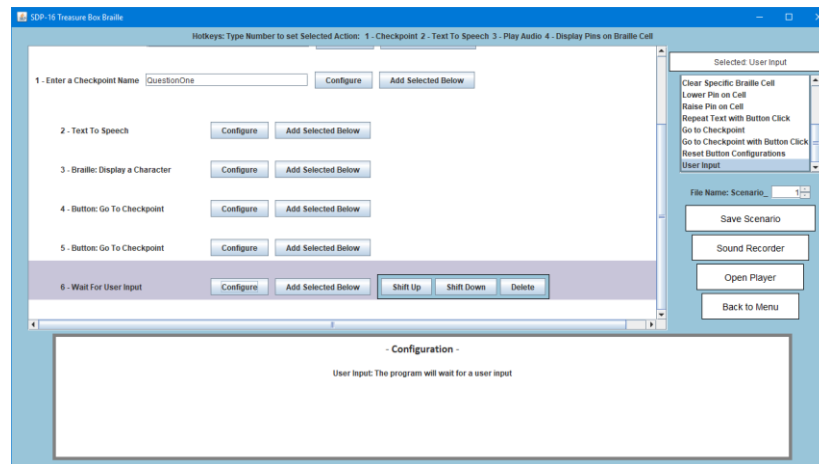 SDP-16 Treasure Box Braille
Hotkeys: Type Number to set Selected Action: 1 - Checkpoint 2 - Text To Speech 3 - Play Audio 4 - Display Pins on Braille Cell
1 - Enter a Checkpoint Name QuestionOne Configure Add Selected Below
2 - Text To Speech Configure Add Selected Below
3 - Braille: Display a Character Configure Add Selected Below
4 - Button: Go To Checkpoint Configure Add Selected Below
5 - Button: Go To Checkpoint Configure Add Selected Below
6 - Wait For User Input Configure Add Selected Below Shift Up Shift Down Delete
Selected: User Input
Clear Specific Braille Cell
Lower Pin on Cell
Raise Pin on Cell
Repeat Text with Button Click
Go to Checkpoint
Go to Checkpoint with Button Click
Reset Button Configurations
User Input
File Name: Scenario_ 1
Save Scenario
Sound Recorder
Open Player
Back to Menu
- Configuration -
User Input: The program will wait for a user input